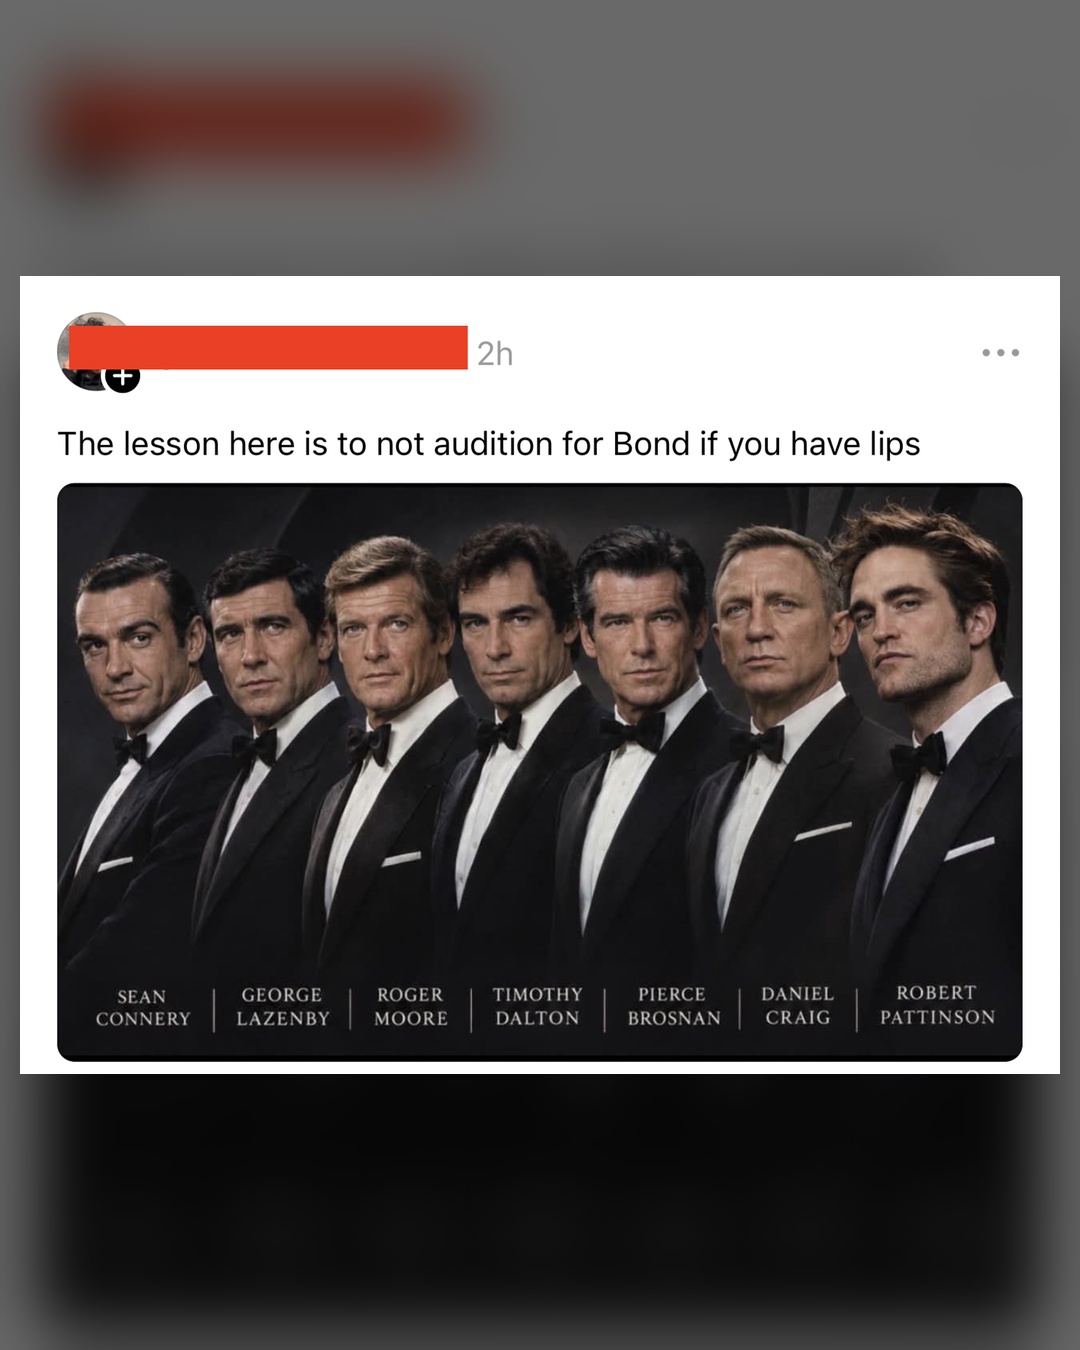 2h
The lesson here is to not audition for Bond if you have lips
SEAN CONNERY
GEORGE LAZENBY
ROGER MOORE
TIMOTHY DALTON
PIERCE BROSNAN
DANIEL CRAIG
ROBERT PATTINSON